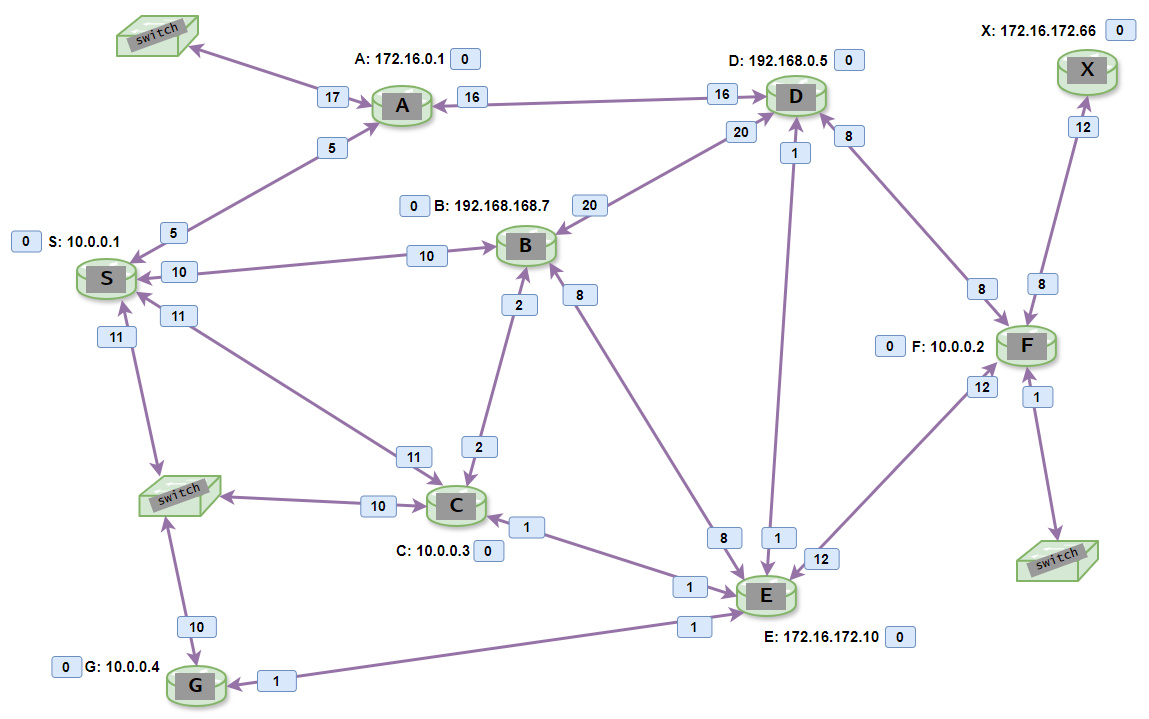 switch
X: 172.16.172.66 0
A: 172.16.0.1 0
D: 192.168.0.5 0
X
17
A
16
16
D
12
5
20
8
1
B: 192.168.168.7
0
20
0
S: 10.0.0.1
5
B
10
10
S
11
2
8
8
8
11
0
F: 10.0.0.2
F
12
1
2
11
switch
10
C
1
8
1
C: 10.0.0.3 0
12
switch
1
E
10
1
E: 172.16.172.10 0
0
G: 10.0.0.4
1
G